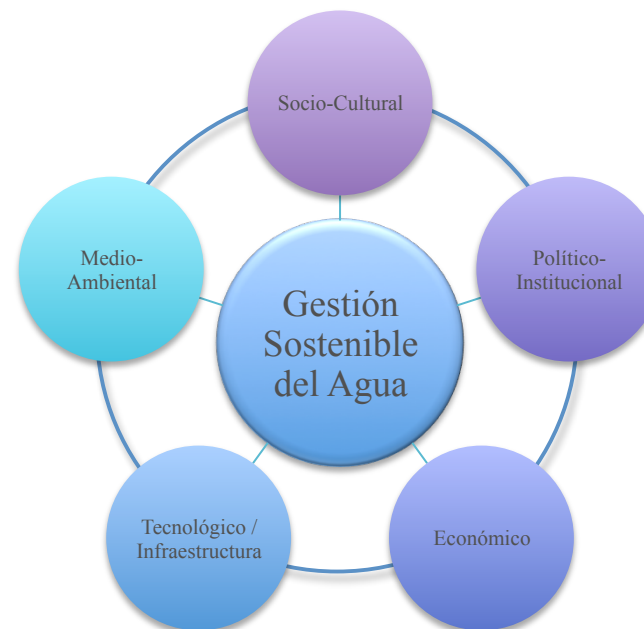 Socio-Cultural
Medio-
Ambiental
Político-
Institucional
Gestión
Sostenible
del Agua
Tecnológico /
Infraestructura
Económico